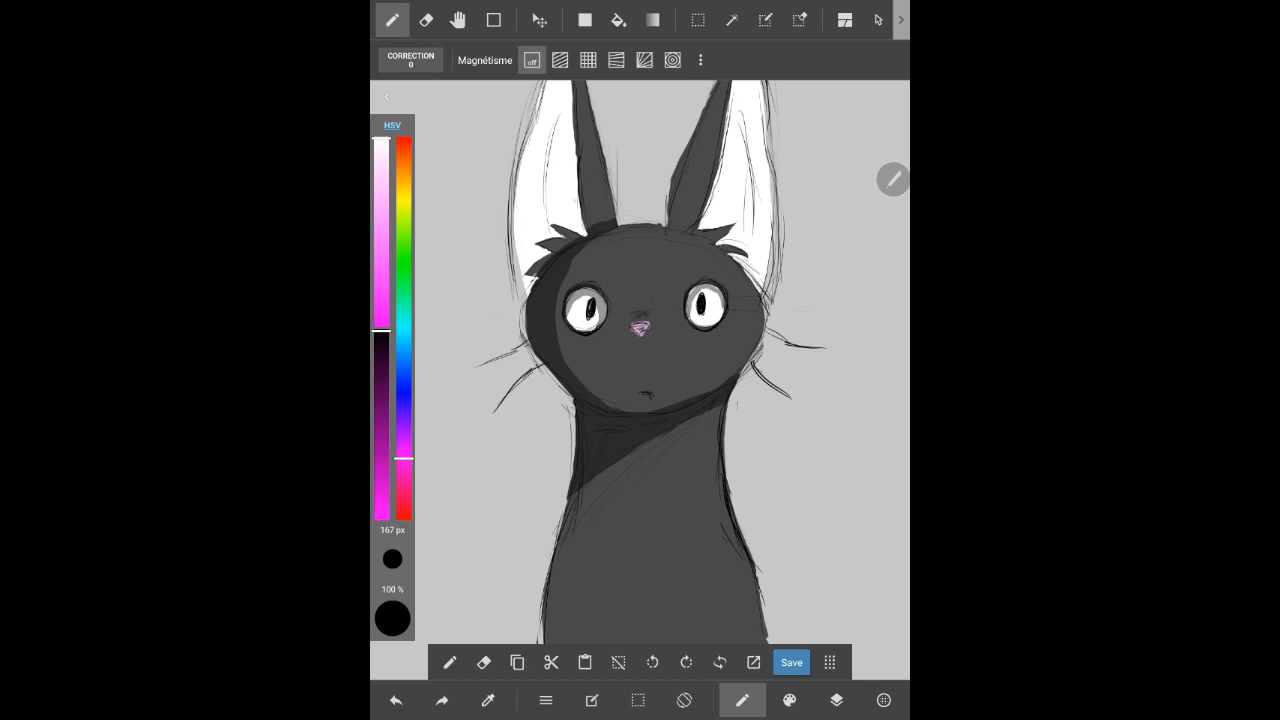 CORRECTION
0
Magnétisme
off
HSV
167 px
100 %
Save